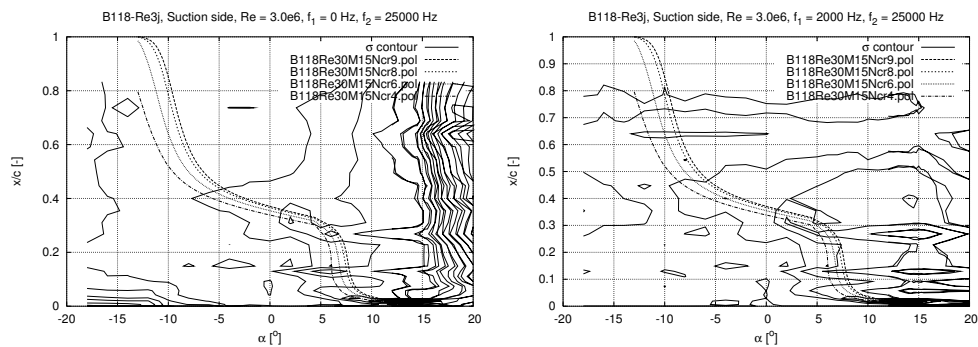 B118-Re3j, Suction side, Re = 3.0e6, f1 = 0 Hz, f2 = 25000 Hz
σ contour
B118Re30M15Ncr9.pol
B118Re30M15Ncr8.pol
B118Re30M15Ncr6.pol
B118Re30M15Ncr4.pol
1
0.8
0.6
0.4
0.2
0
x/c [-]
-20 -15 -10 -5 0 5 10 15 20
α [°]
B118-Re3j, Suction side, Re = 3.0e6, f1 = 2000 Hz, f2 = 25000 Hz
σ contour
B118Re30M15Ncr9.pol
B118Re30M15Ncr8.pol
B118Re30M15Ncr6.pol
B118Re30M15Ncr4.pol
1
0.9
0.8
0.7
0.6
0.5
0.4
0.3
0.2
0.1
0
x/c [-]
-20 -15 -10 -5 0 5 10 15 20
α [°]